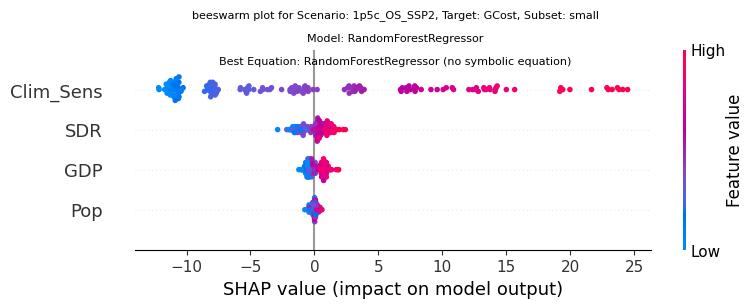 beeswarm plot for Scenario: 1p5c_OS_SSP2, Target: GCost, Subset: small
Model: RandomForestRegressor
Best Equation: RandomForestRegressor (no symbolic equation)
High
Clim_Sens
SDR
GDP
Pop
Feature value
Low
−10 −5 0 5 10 15 20 25
SHAP value (impact on model output)